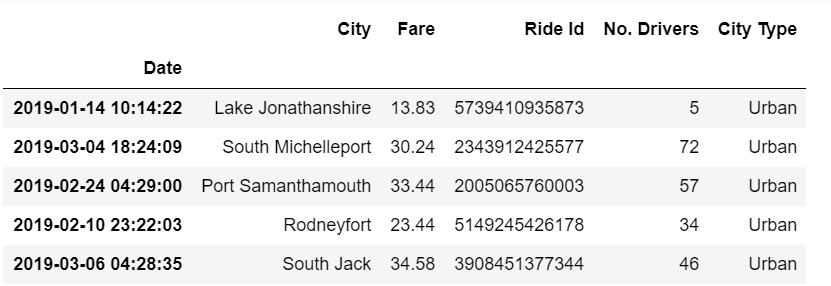 City Fare Ride Id No. Drivers City Type
Date
2019-01-14 10:14:22 Lake Jonathanshire 13.83 5739410935873 5 Urban
2019-03-04 18:24:09 South Michelleport 30.24 2343912425577 72 Urban
2019-02-24 04:29:00 Port Samanthamouth 33.44 2005065760003 57 Urban
2019-02-10 23:22:03 Rodneyfort 23.44 5149245426178 34 Urban
2019-03-06 04:28:35 South Jack 34.58 3908451377344 46 Urban